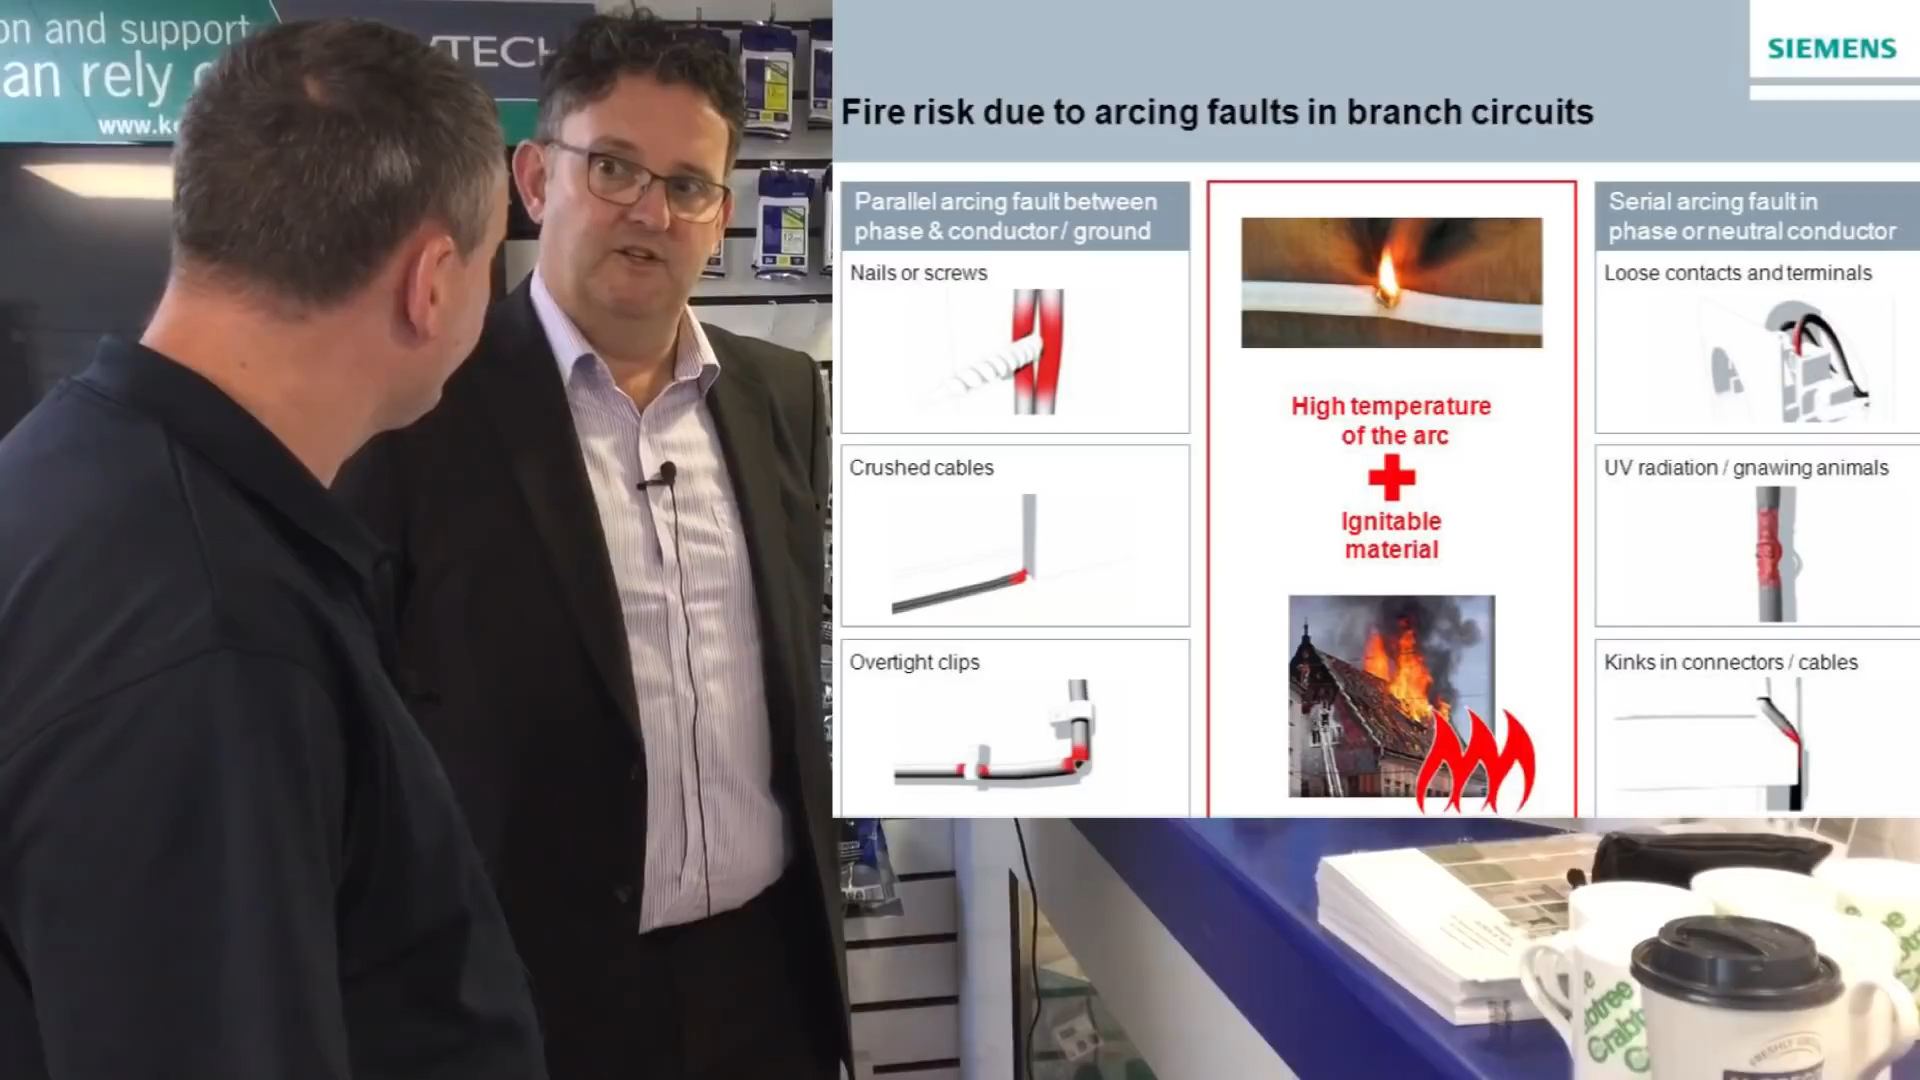 on and support
an rely
www.k
TECH
SIEMENS
Fire risk due to arcing faults in branch circuits
Parallel arcing fault between
phase & conductor / ground
Nails or screws
Crushed cables
Overtight clips
High temperature
of the arc
Ignitable
material
Serial arcing fault in
phase or neutral conductor
Loose contacts and terminals
UV radiation / gnawing animals
Kinks in connectors / cables
Crabtree
FRESHLY